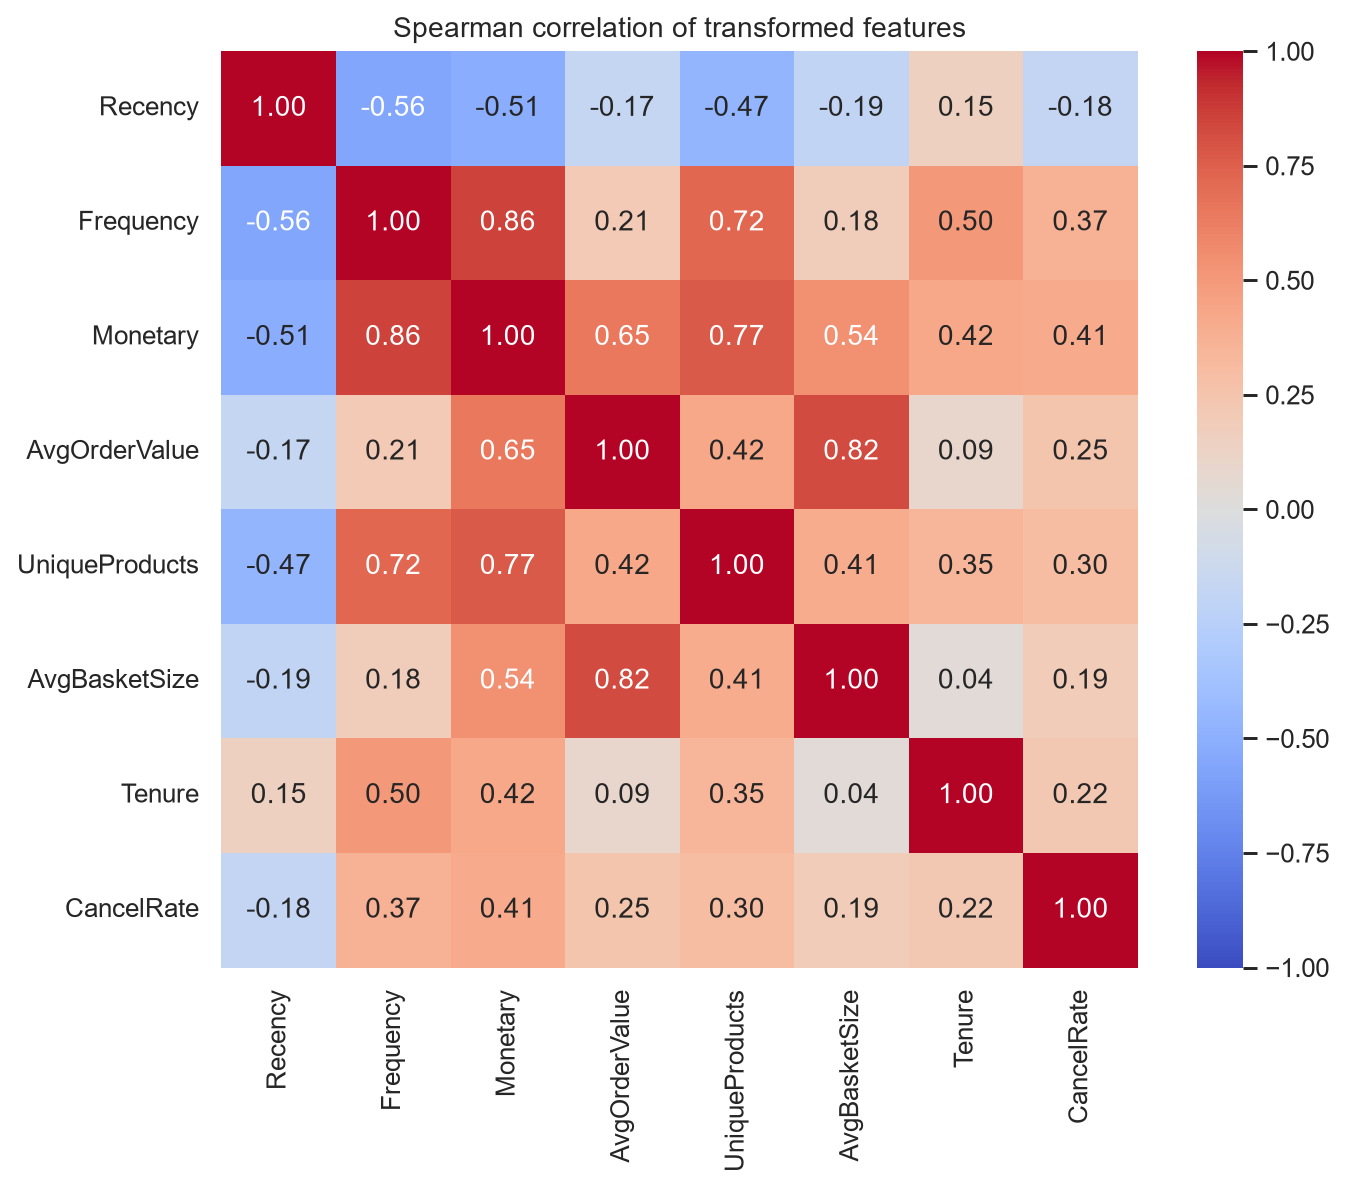 Spearman correlation of transformed features
Recency 1.00 -0.56 -0.51 -0.17 -0.47 -0.19 0.15 -0.18
Frequency -0.56 1.00 0.86 0.21 0.72 0.18 0.50 0.37
Monetary -0.51 0.86 1.00 0.65 0.77 0.54 0.42 0.41
AvgOrderValue -0.17 0.21 0.65 1.00 0.42 0.82 0.09 0.25
UniqueProducts -0.47 0.72 0.77 0.42 1.00 0.41 0.35 0.30
AvgBasketSize -0.19 0.18 0.54 0.82 0.41 1.00 0.04 0.19
Tenure 0.15 0.50 0.42 0.09 0.35 0.04 1.00 0.22
CancelRate -0.18 0.37 0.41 0.25 0.30 0.19 0.22 1.00
Recency
Frequency
Monetary
AvgOrderValue
UniqueProducts
AvgBasketSize
Tenure
CancelRate
1.00
0.75
0.50
0.25
0.00
−0.25
−0.50
−0.75
−1.00